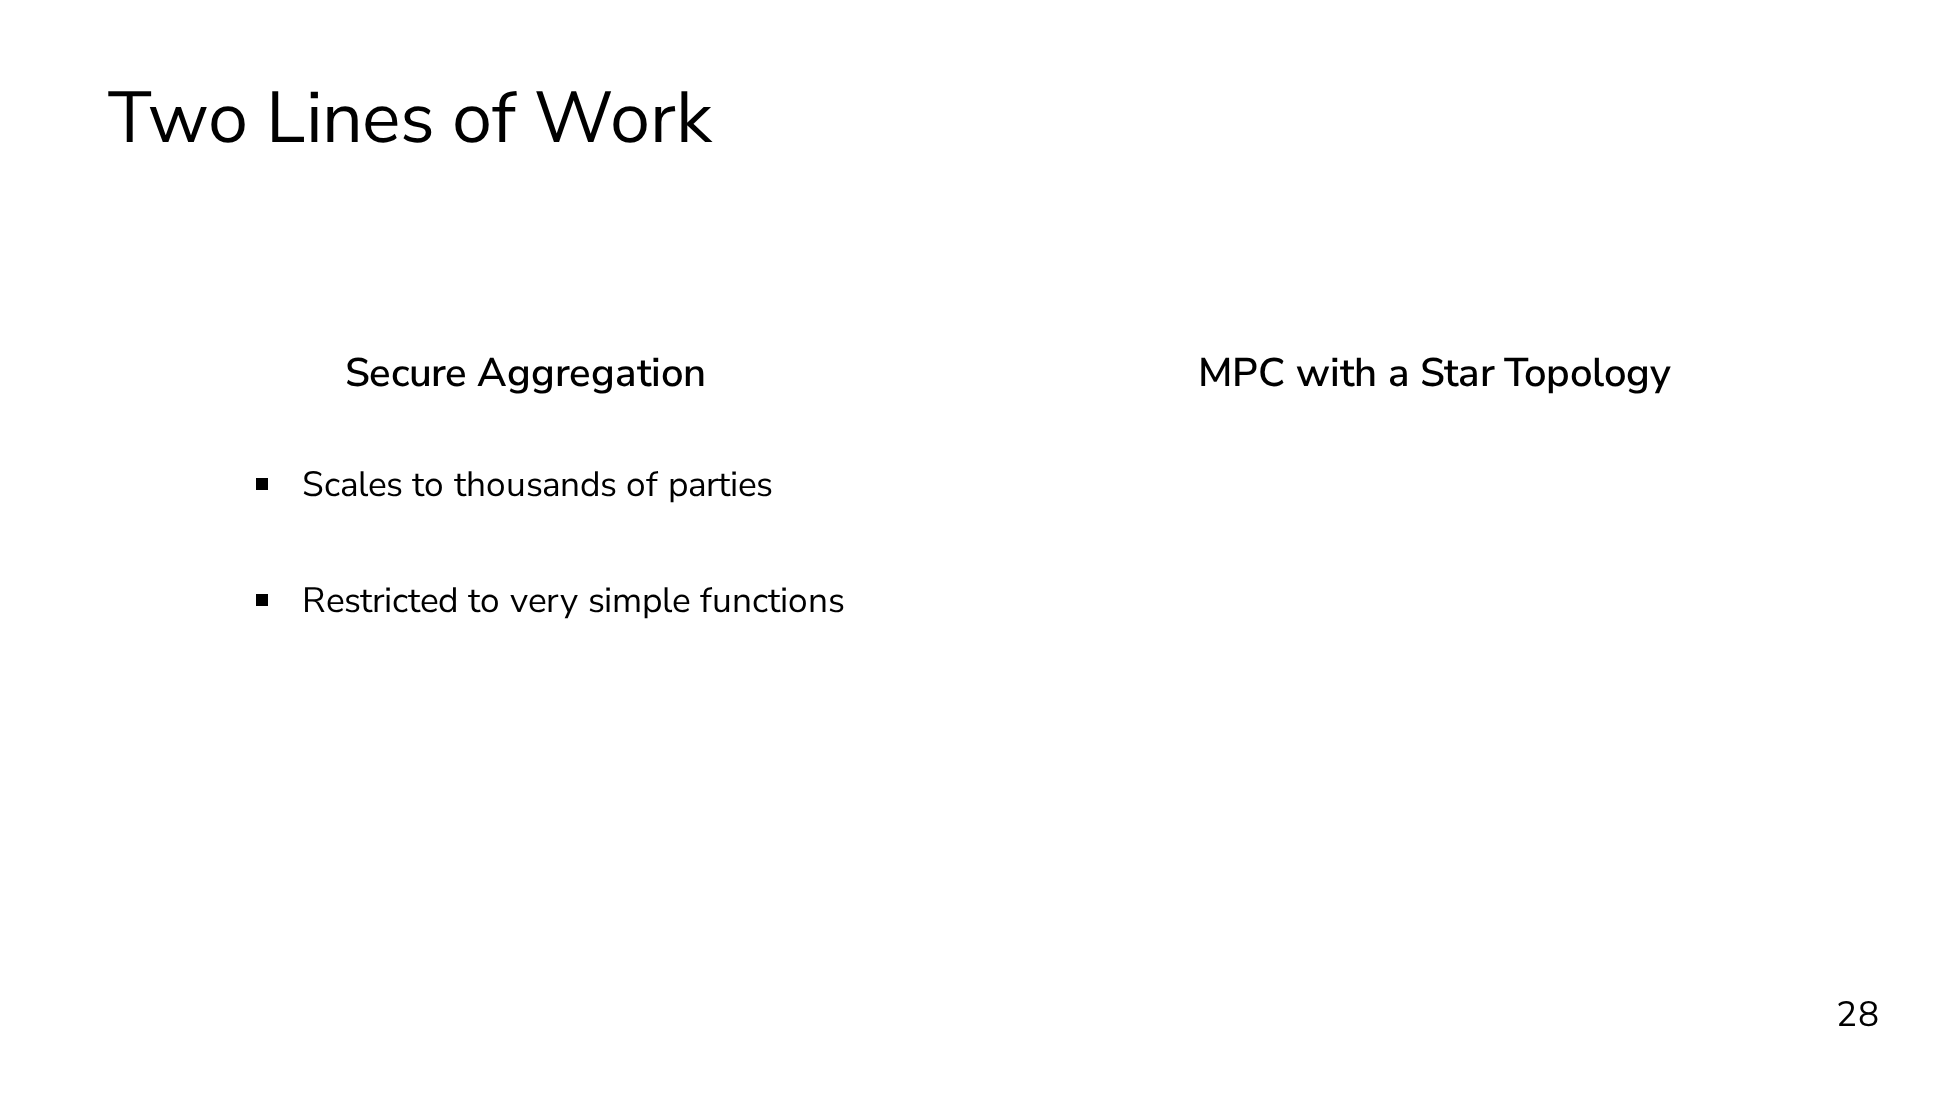 Two Lines of Work
Secure Aggregation
▪ Scales to thousands of parties
▪ Restricted to very simple functions
MPC with a Star Topology
28